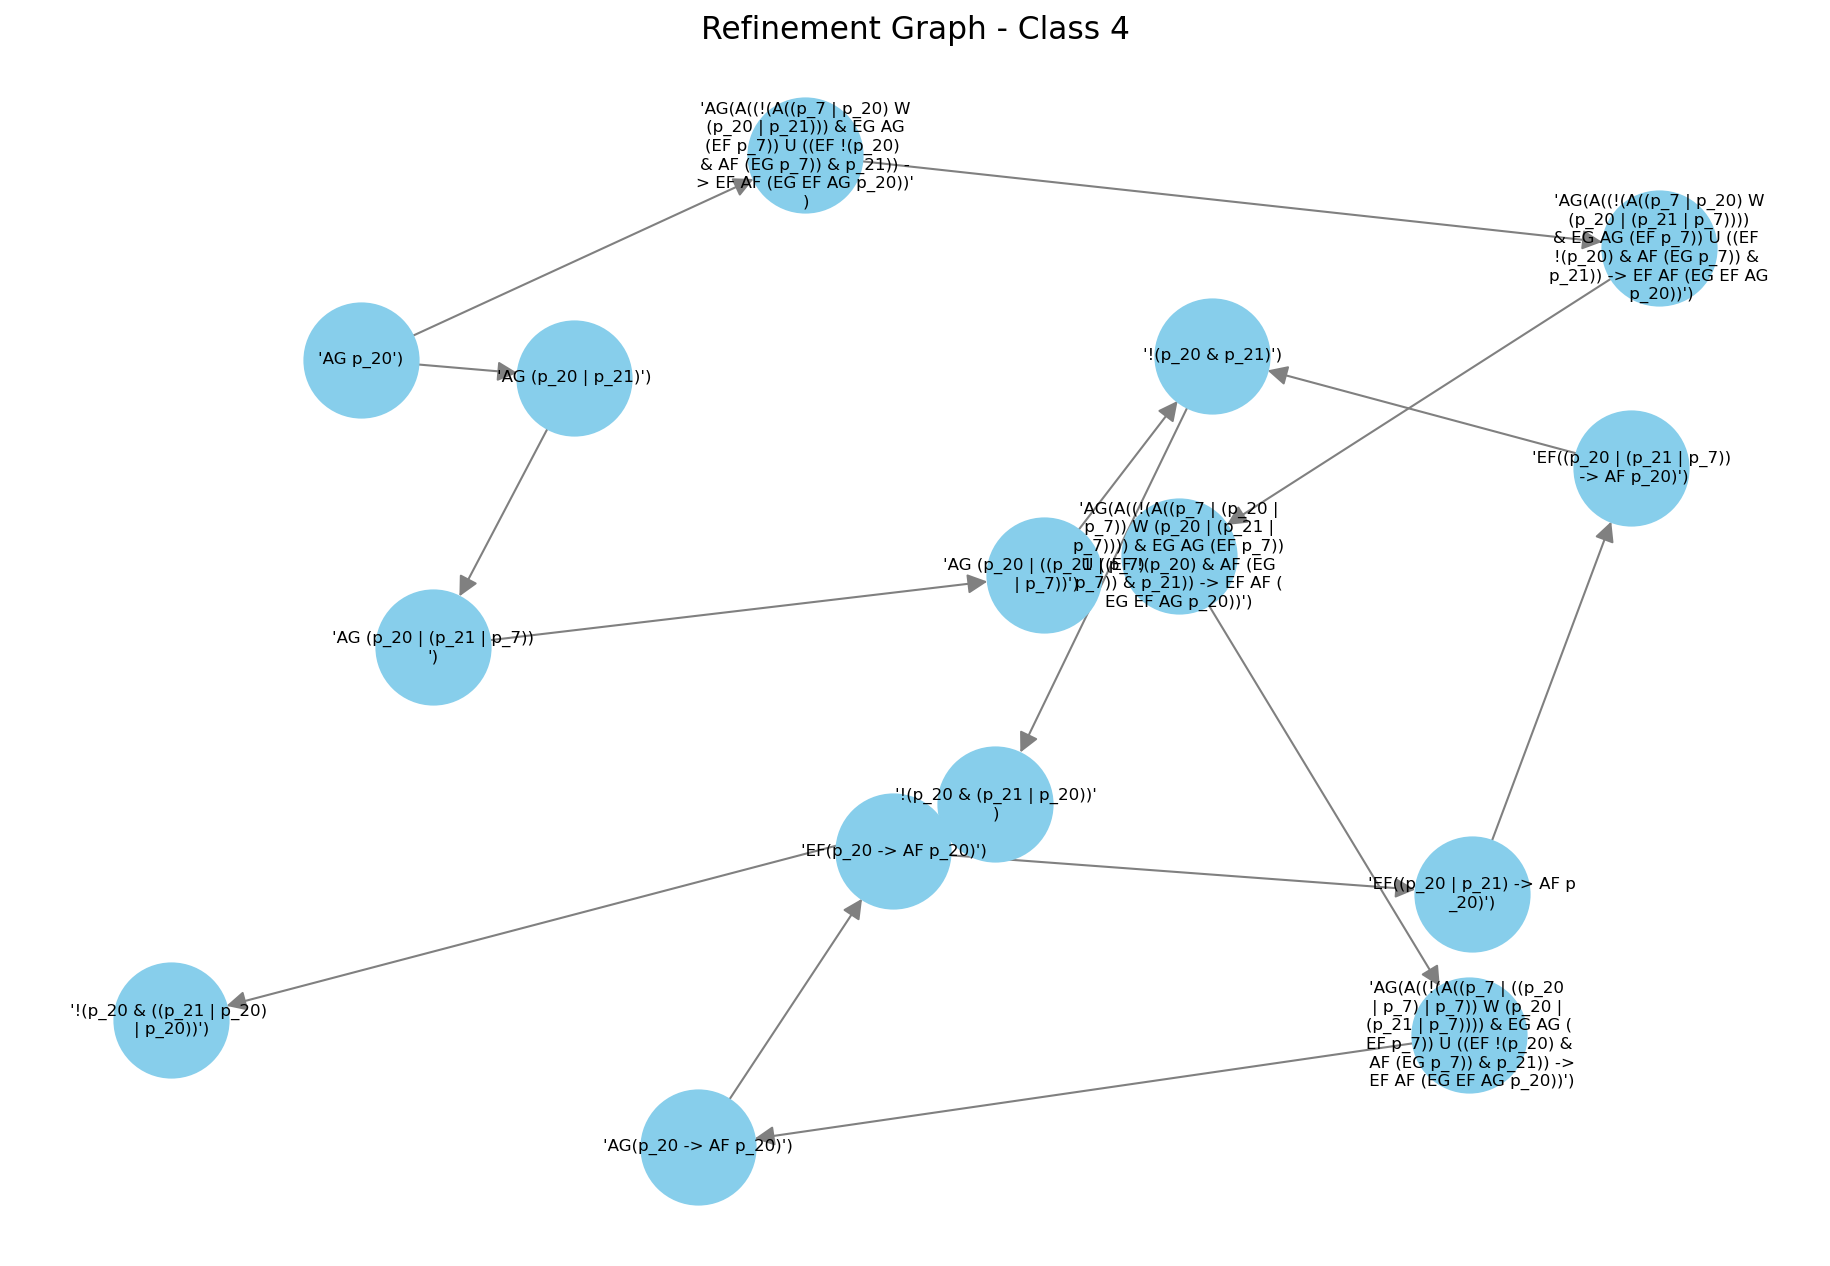 Refinement Graph - Class 4
'AG(A((!(A((p_7 | p_20) W
(p_20 | p_21))) & EG AG
(EF p_7)) U ((EF !(p_20)
& AF (EG p_7)) & p_21)) -
> EF AF (EG EF AG p_20))'
)
'AG(A((!(A((p_7 | p_20) W
(p_20 | (p_21 | p_7))))
& EG AG (EF p_7)) U ((EF
!(p_20) & AF (EG p_7)) &
p_21)) -> EF AF (EG EF AG
p_20))')
'AG p_20')
'AG (p_20 | p_21)')
'!(p_20 & p_21)')
'EF((p_20 | (p_21 | p_7))
-> AF p_20)')
'AG(A((!(A((p_7 | (p_20 |
p_7)) W (p_20 | (p_21 |
p_7)))) & EG AG (EF p_7))
U ((EF !(p_20) & AF (EG
p_7)) & p_21)) -> EF AF (
EG EF AG p_20))')
'AG (p_20 | ((p_21 | p_7)
| p_7))')
'AG (p_20 | (p_21 | p_7))
')
'!(p_20 & (p_21 | p_20))'
)
'EF(p_20 -> AF p_20)')
'EF((p_20 | p_21) -> AF p
_20)')
'!(p_20 & ((p_21 | p_20)
| p_20))')
'AG(A((!(A((p_7 | ((p_20
| p_7) | p_7)) W (p_20 |
(p_21 | p_7)))) & EG AG (
EF p_7)) U ((EF !(p_20) &
AF (EG p_7)) & p_21)) ->
EF AF (EG EF AG p_20))')
'AG(p_20 -> AF p_20)')